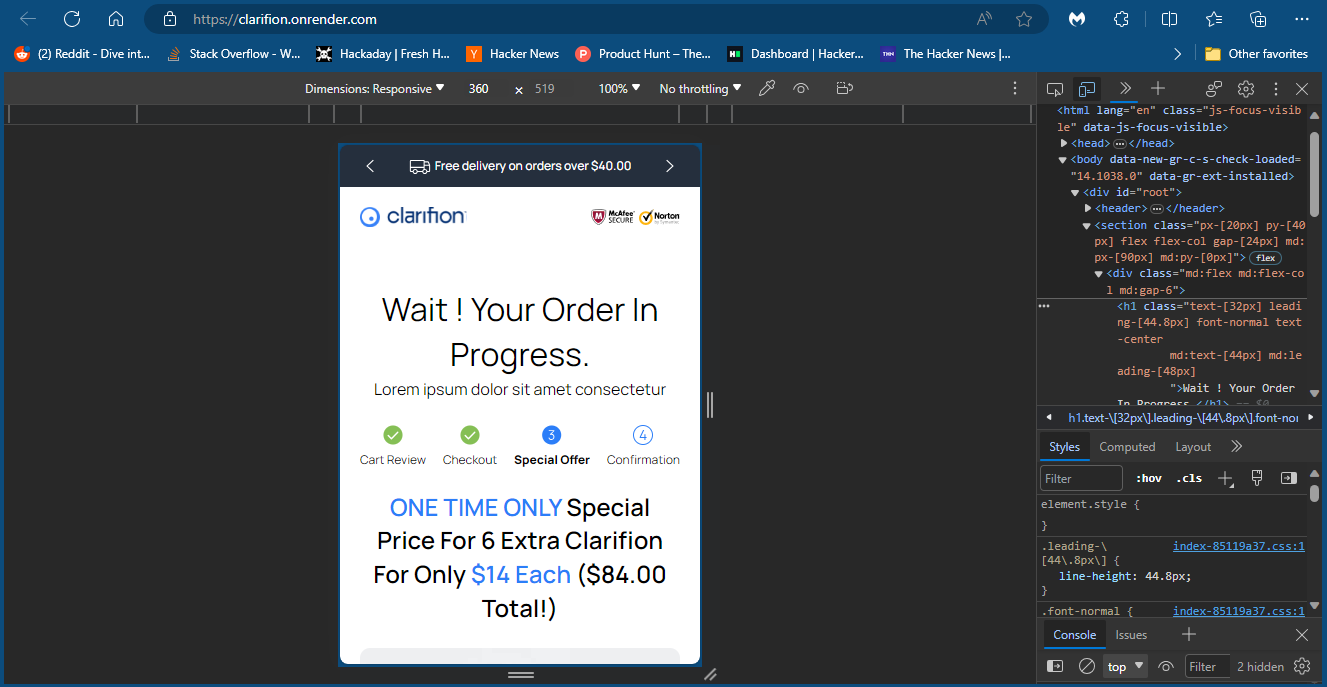 https://clarifion.onrender.com
(2) Reddit - Dive int...
Stack Overflow - W...
Hackaday | Fresh H...
Hacker News
Product Hunt – The...
Dashboard | Hacker...
The Hacker News |...
Other favorites
Dimensions: Responsive
360
×
519
100%
No throttling
<html lang="en" class="js-focus-visib
le" data-js-focus-visible>
<head>
</head>
<body data-new-gr-c-s-check-loaded=
"14.1038.0" data-gr-ext-installed>
<div id="root">
<header>
</header>
<section class="px-[20px] py-[40
px] flex flex-col gap-[24px] md:
px-[90px] md:py-[0px]">
flex
<div class="md:flex md:flex-co
l md:gap-6">
<h1 class="text-[32px] leadi
ng-[44.8px] font-normal text
-center
md:text-[44px] md:le
ading-[48px]
">Wait ! Your Order
In Progress.</h1> == $0
h1.text-\[32px\].leading-\[44\.8px\].font-nor
Styles
Computed
Layout
Filter
:hov
.cls
element.style {
}
.leading-\
[44\.8px\] {
index-85119a37.css:1
line-height: 44.8px;
}
.font-normal {
index-85119a37.css:1
Console
Issues
top
Filter
2 hidden
Free delivery on orders over $40.00
clarifion
McAfee
SECURE
Norton
Wait ! Your Order In
Progress.
Lorem ipsum dolor sit amet consectetur
3
4
Cart Review
Checkout
Special Offer
Confirmation
ONE TIME ONLY Special
Price For 6 Extra Clarifion
For Only $14 Each ($84.00
Total!)